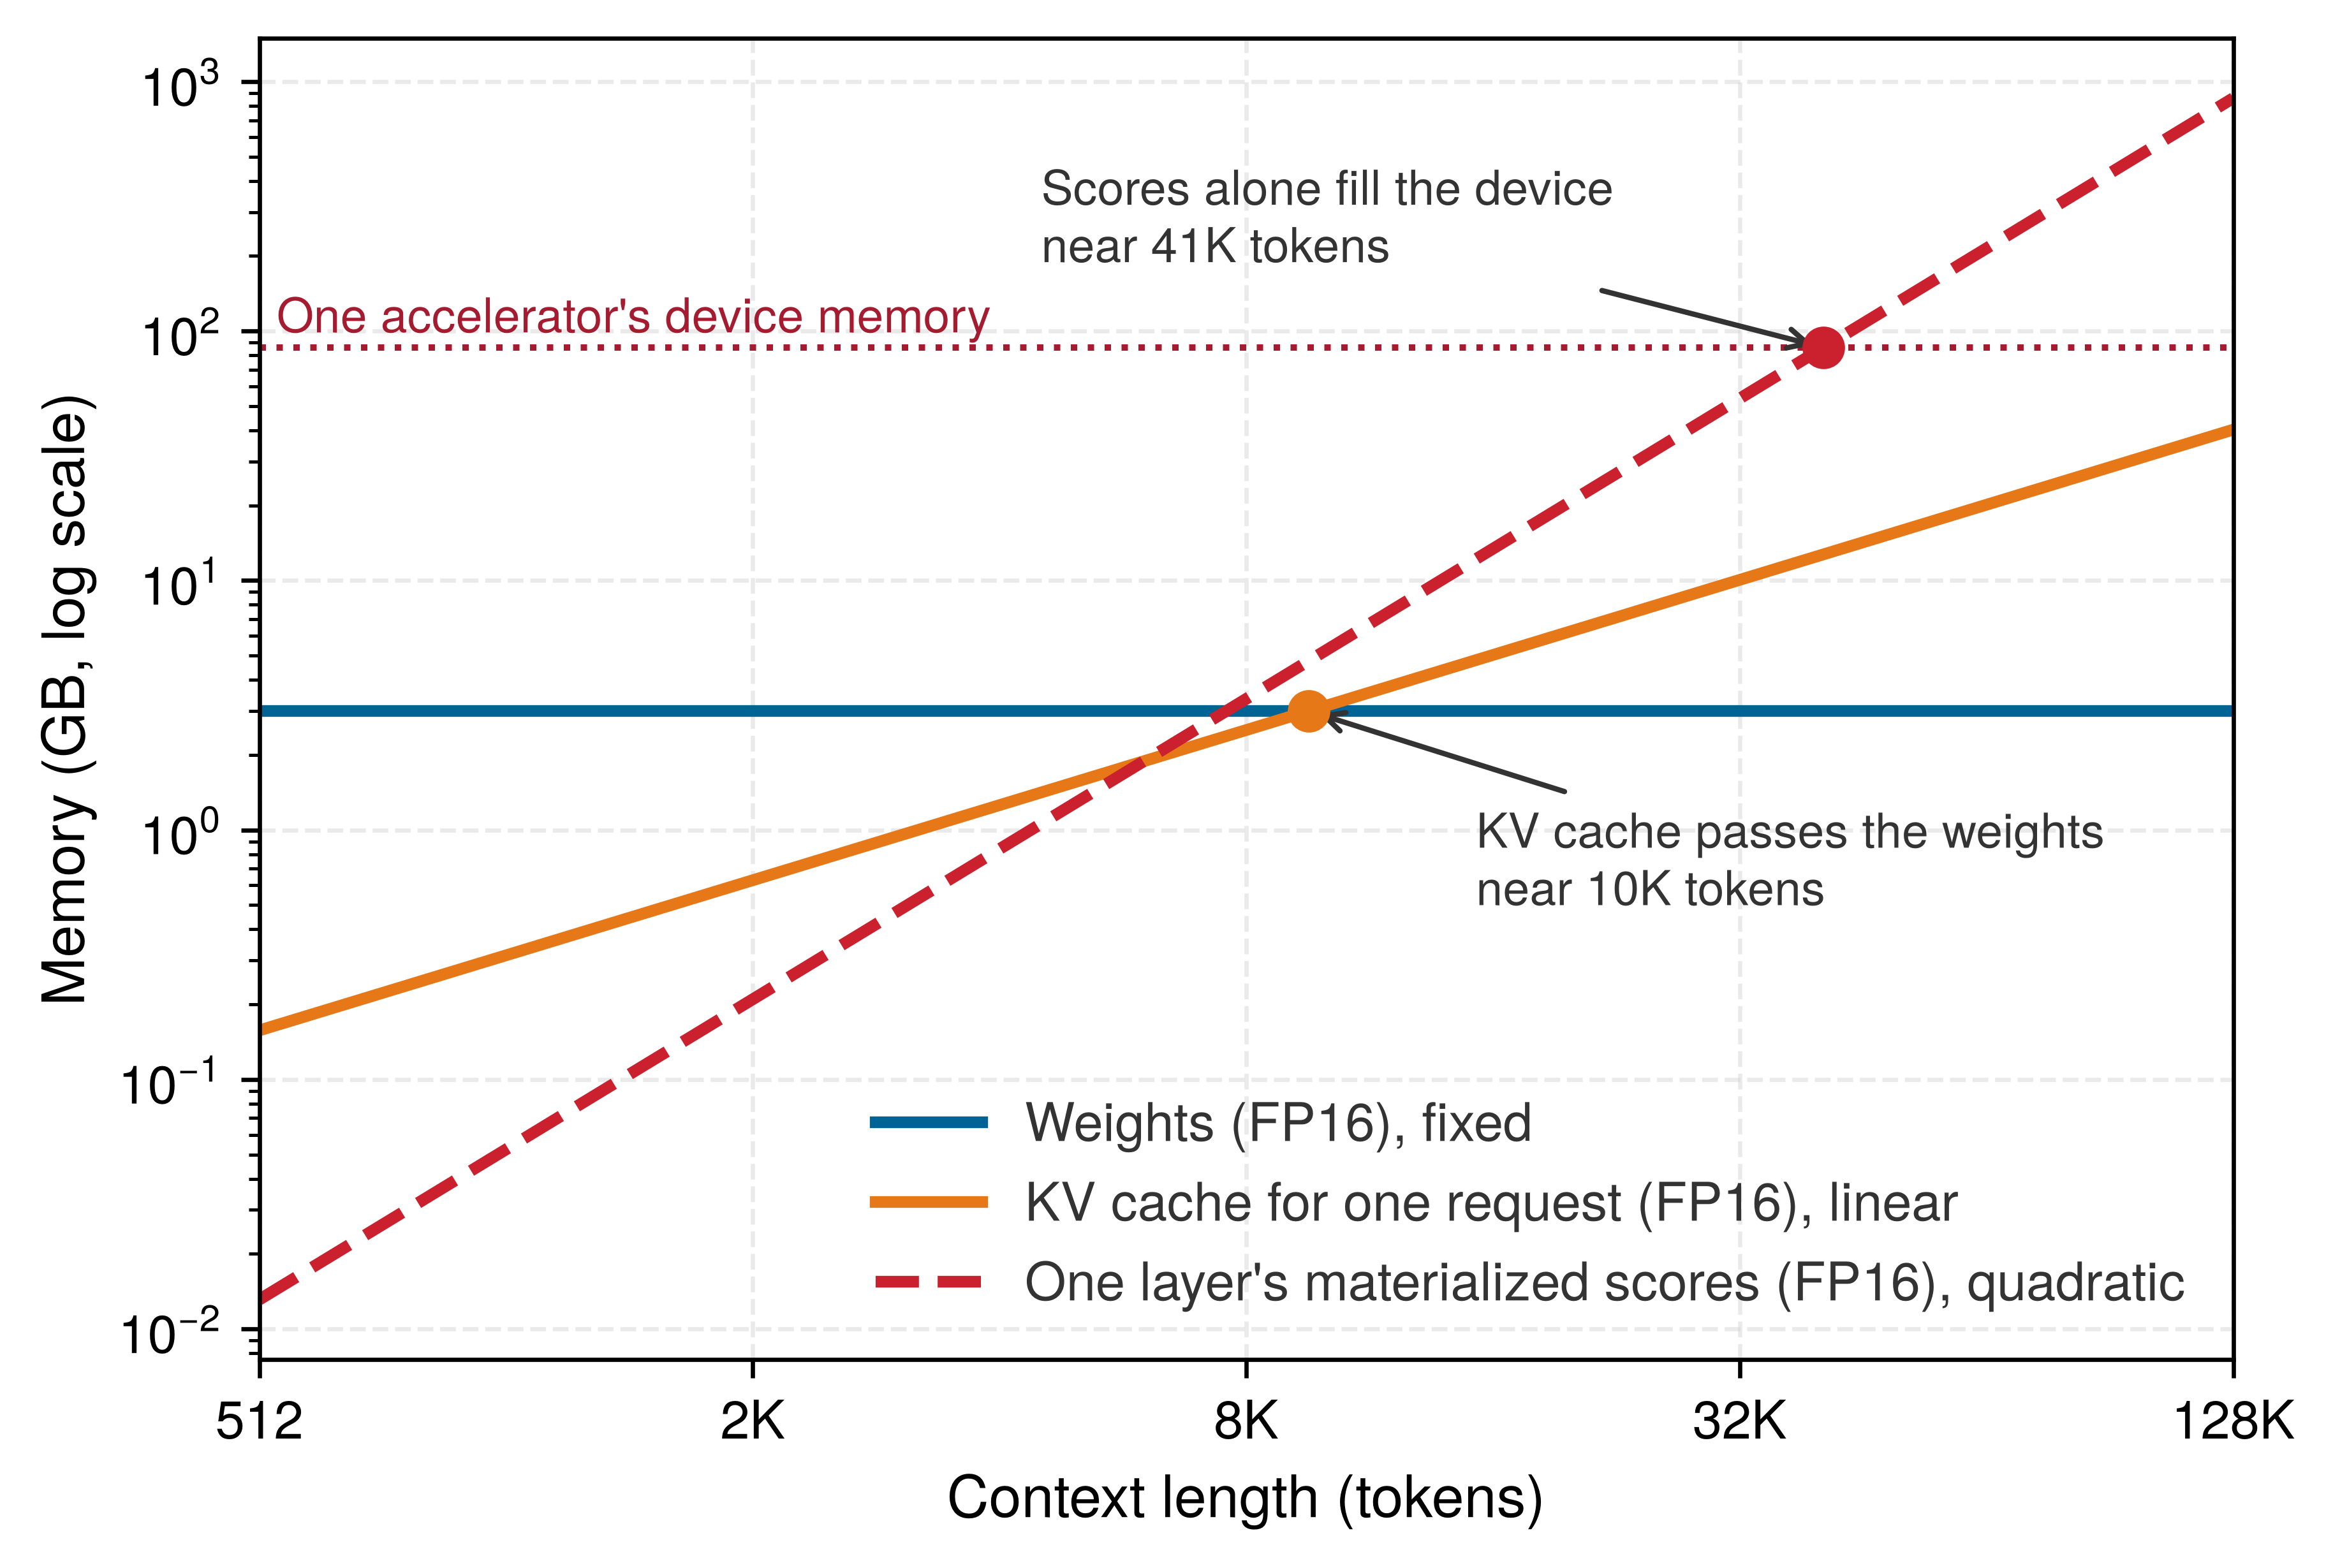 10³
Scores alone fill the device
near 41K tokens
One accelerator's device memory
10²
Memory (GB, log scale)
10¹
10⁰
KV cache passes the weights
near 10K tokens
10⁻¹
Weights (FP16), fixed
KV cache for one request (FP16), linear
One layer's materialized scores (FP16), quadratic
10⁻²
512 2K 8K 32K 128K
Context length (tokens)